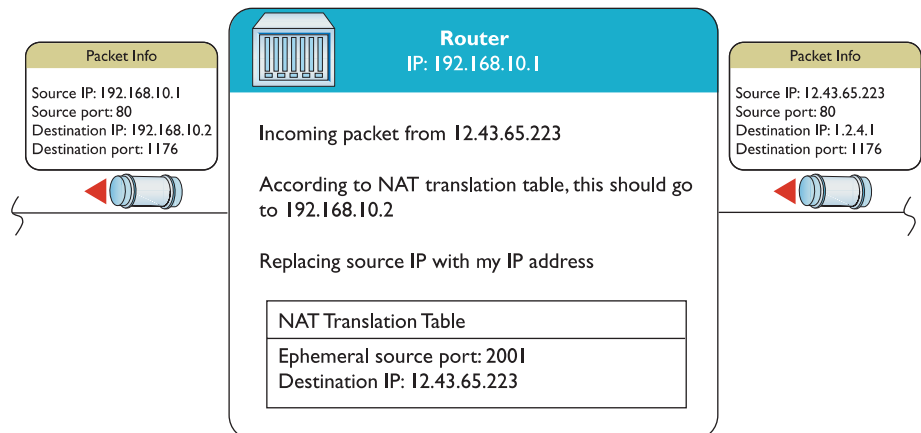 Packet Info
Source IP: 192.168.10.1
Source port: 80
Destination IP: 192.168.10.2
Destination port: 1176
Router
IP: 192.168.10.1
Incoming packet from 12.43.65.223
According to NAT translation table, this should go
to 192.168.10.2
Replacing source IP with my IP address
NAT Translation Table
Ephemeral source port: 2001
Destination IP: 12.43.65.223
Packet Info
Source IP: 12.43.65.223
Source port: 80
Destination IP: 1.2.4.1
Destination port: 1176